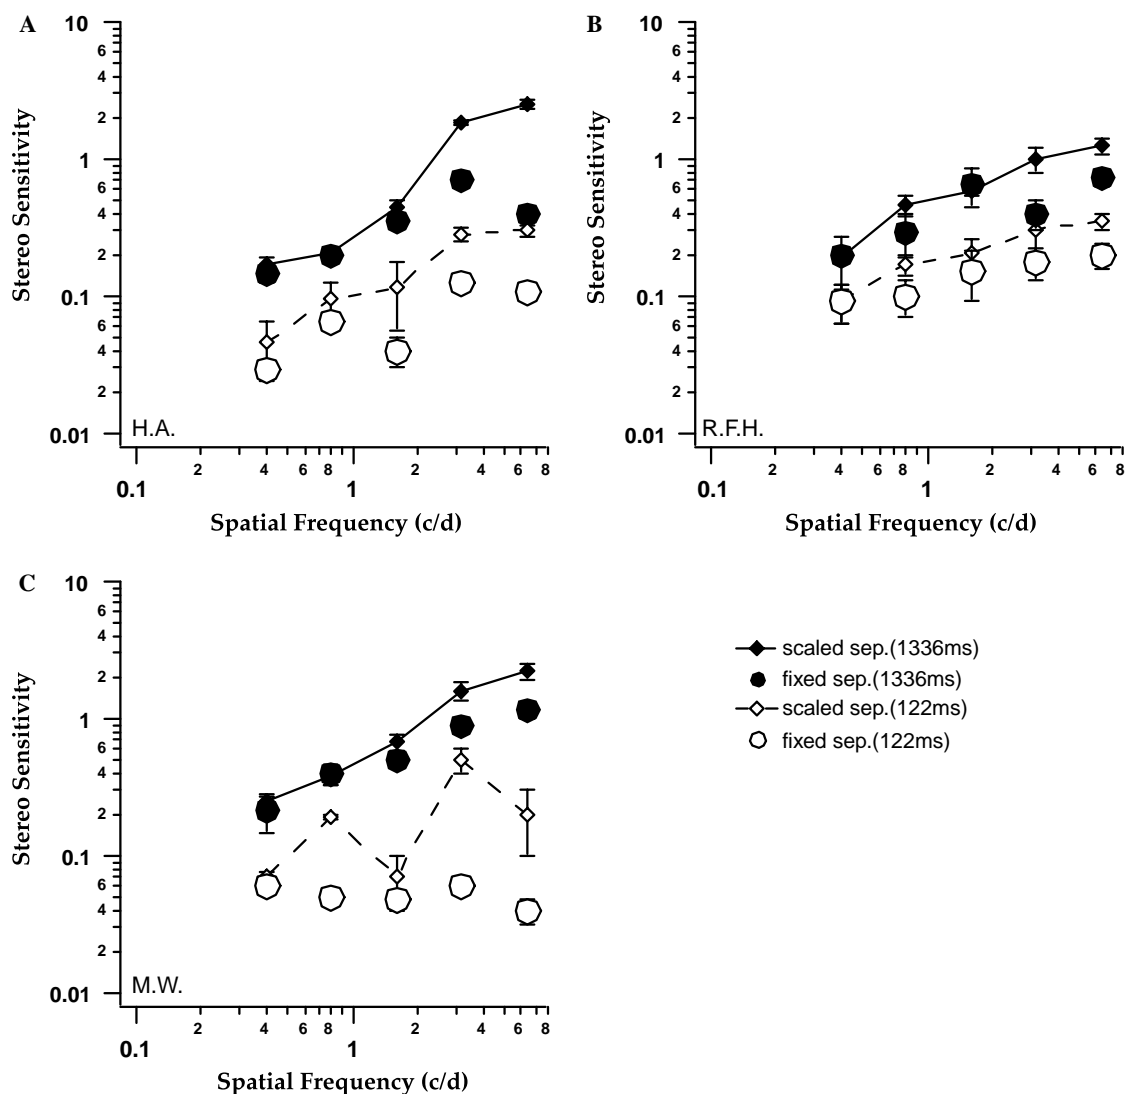 A
10
6
4
2
1
6
4
2
0.1
6
4
2
0.01
Stereo Sensitivity
H.A.
2 4 6 8 2 4 6 8
0.1 1
Spatial Frequency (c/d)
B
10
6
4
2
1
6
4
2
0.1
6
4
2
0.01
Stereo Sensitivity
R.F.H.
2 4 6 8 2 4 6 8
0.1 1
Spatial Frequency (c/d)
C
10
6
4
2
1
6
4
2
0.1
6
4
2
0.01
Stereo Sensitivity
M.W.
2 4 6 8 2 4 6 8
0.1 1
Spatial Frequency (c/d)
scaled sep.(1336ms)
fixed sep.(1336ms)
scaled sep.(122ms)
fixed sep.(122ms)